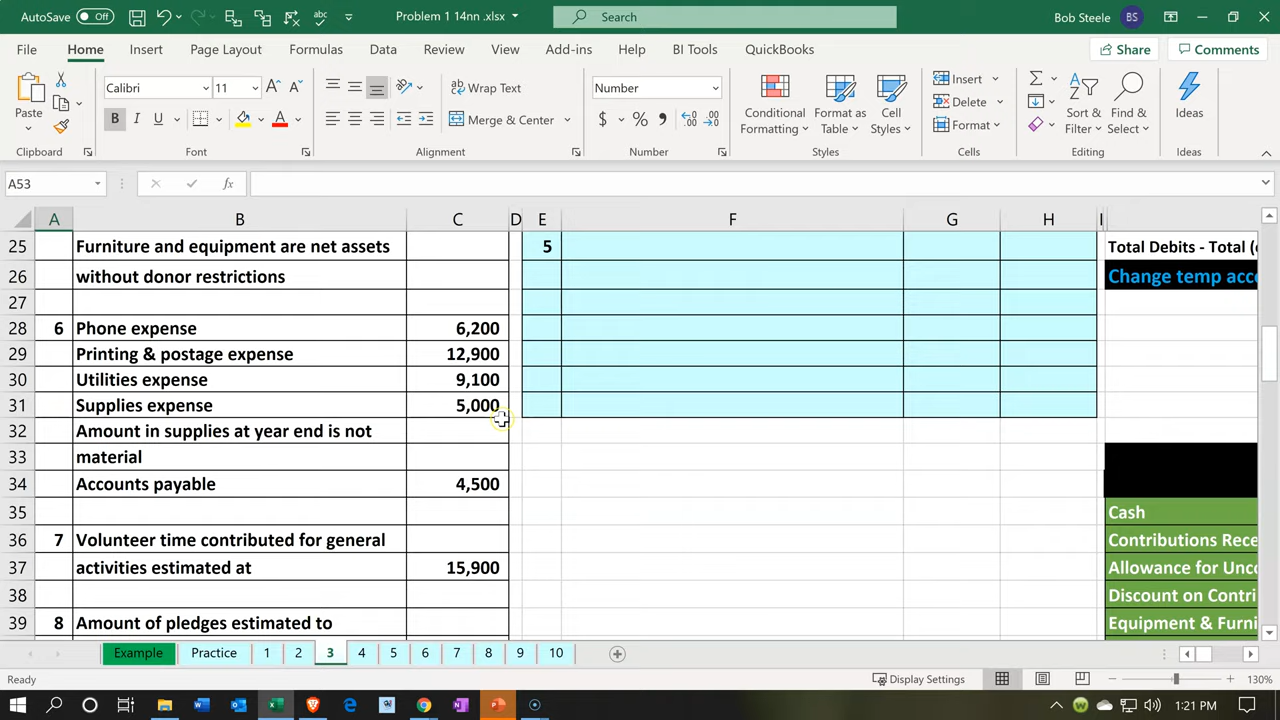 AutoSave Off Problem 1 14nn .xlsx Search Bob Steele BS
File Home Insert Page Layout Formulas Data Review View Add-ins Help BI Tools QuickBooks Share Comments
Calibri 11 Wrap Text Number Insert
Paste B I U Merge & Center $ % Conditional Formatting Format as Table Cell Styles Delete Format Sort & Filter Find & Select Ideas
Clipboard Font Alignment Number Styles Cells Editing Ideas
A53 fx
A B C D E F G H I
25 Furniture and equipment are net assets 5 Total Debits - Total (
26 without donor restrictions Change temp acc
27
28 6 Phone expense 6,200
29 Printing & postage expense 12,900
30 Utilities expense 9,100
31 Supplies expense 5,000
32 Amount in supplies at year end is not
33 material
34 Accounts payable 4,500
35 Cash
36 7 Volunteer time contributed for general Contributions Rece
37 activities estimated at 15,900 Allowance for Unc
38 Discount on Contri
39 8 Amount of pledges estimated to Equipment & Furni
Example Practice 1 2 3 4 5 6 7 8 9 10
Ready Display Settings 130%
1:21 PM